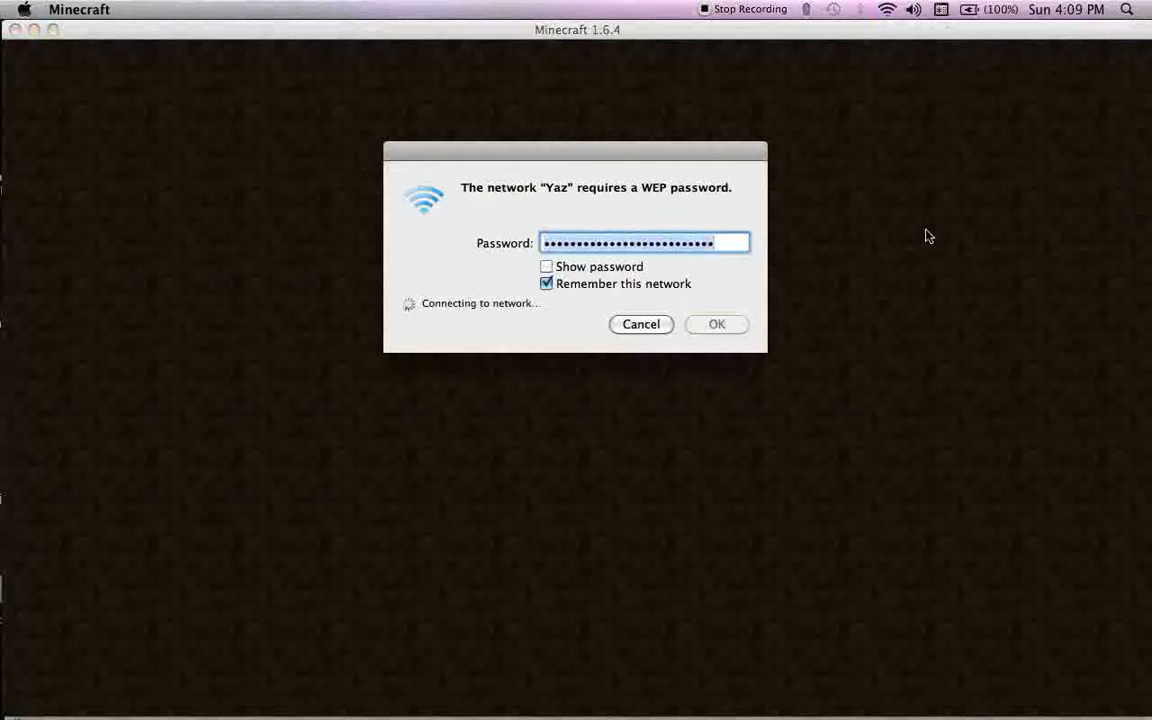 Minecraft Stop Recording (100%) Sun 4:09 PM
Minecraft 1.6.4
The network “Yaz” requires a WEP password.
Password: ••••••••••••••••••••••••••
Show password
Remember this network
Connecting to network...
Cancel OK